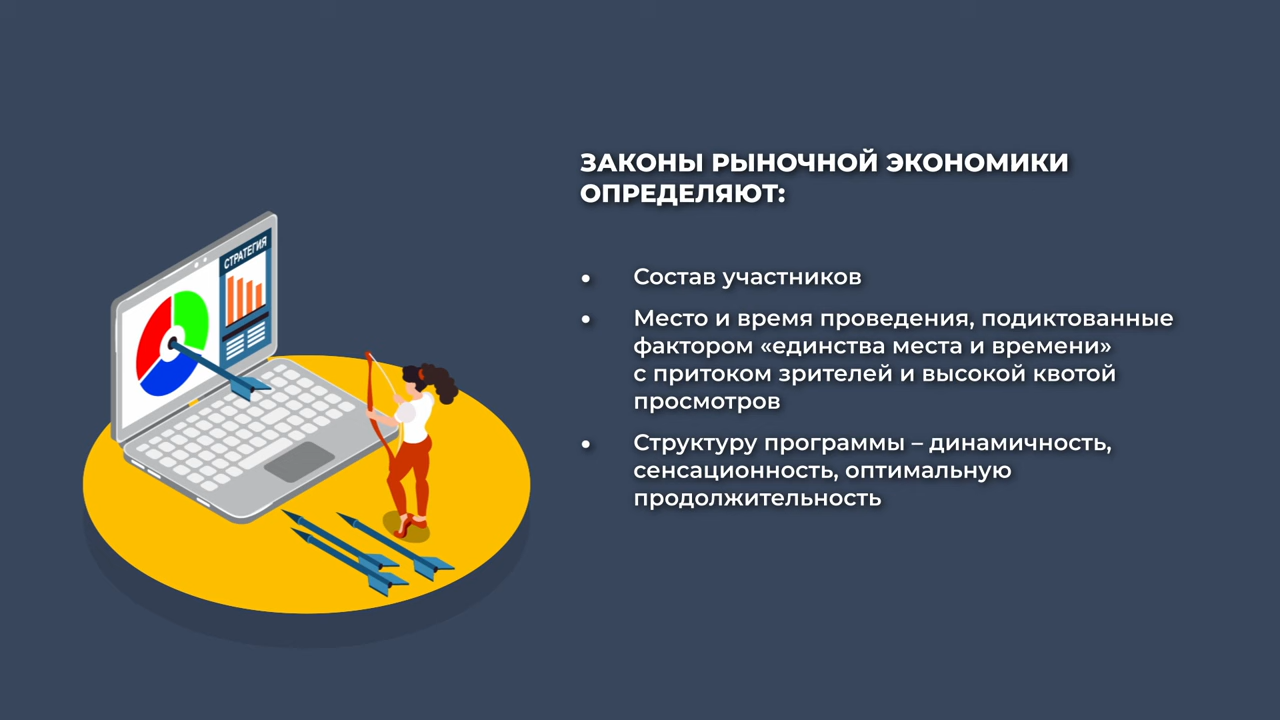 СТРАТЕГИЯ
ЗАКОНЫ РЫНОЧНОЙ ЭКОНОМИКИ
ОПРЕДЕЛЯЮТ:
• Состав участников
• Место и время проведения, подиктованные
фактором «единства места и времени»
с притоком зрителей и высокой квотой
просмотров
• Структуру программы – динамичность,
сенсационность, оптимальную
продолжительность